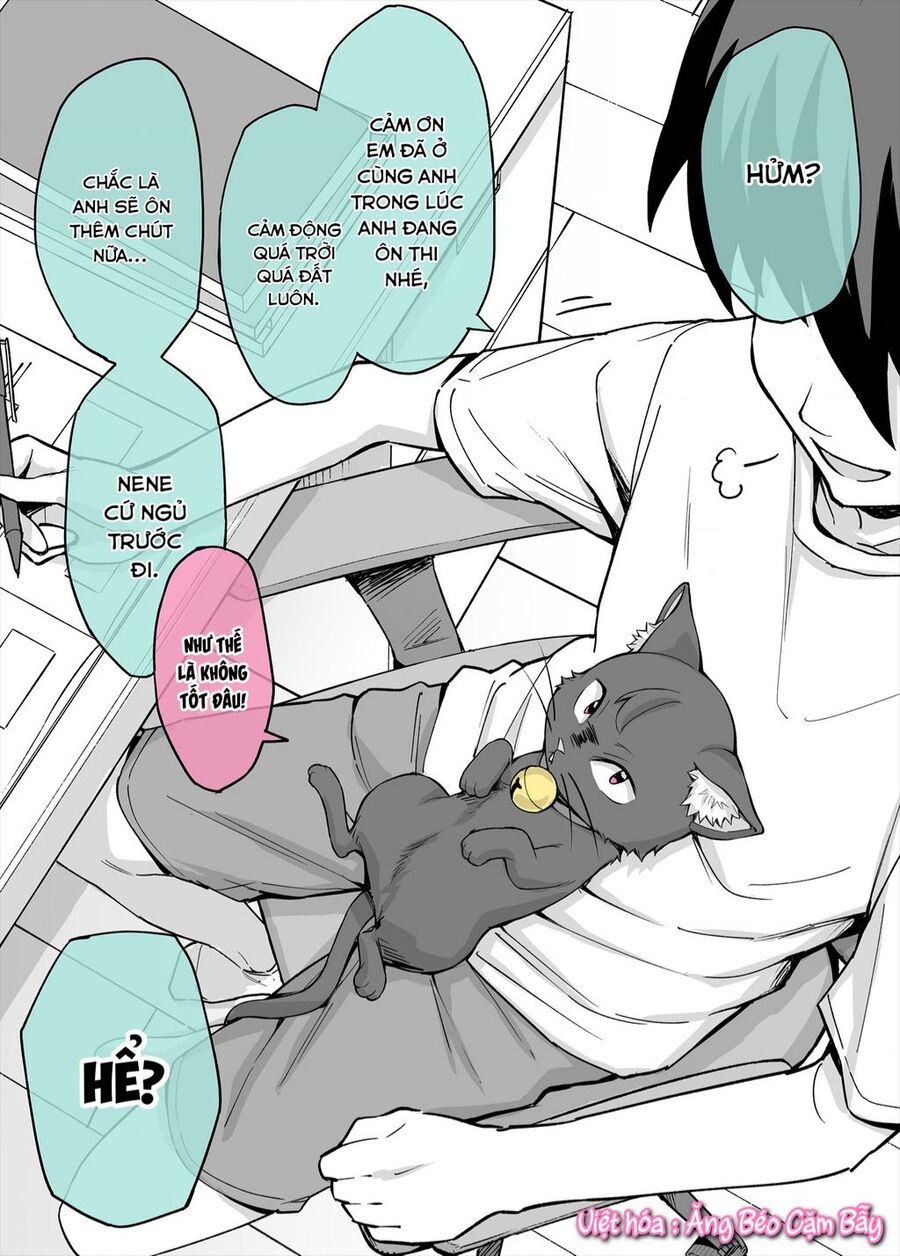 HỬM?
CẢM ƠN
EM ĐÃ Ở
CÙNG ANH
TRONG LÚC
ANH ĐANG
ÔN THI
NHÉ,
CẢM ĐỘNG
QUÁ TRỜI
QUÁ ĐẤT
LUÔN.
CHẮC LÀ
ANH SẼ ÔN
THÊM CHÚT
NỮA...
NENE
CỨ NGỦ
TRƯỚC
ĐI.
NHƯ THẾ
LÀ KHÔNG
TỐT ĐÂU!
HỂ?
Việt hóa : Ăng Béo Cặm Bẫy